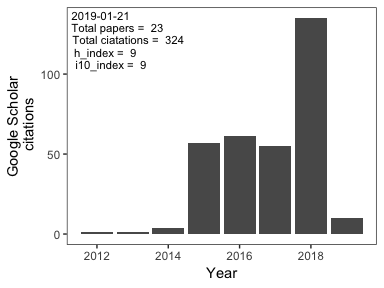 2019-01-21
Total papers = 23
Total ciatations = 324
h_index = 9
i10_index = 9
Google Scholar
citations
100
50
0
2012
2014
2016
2018
Year